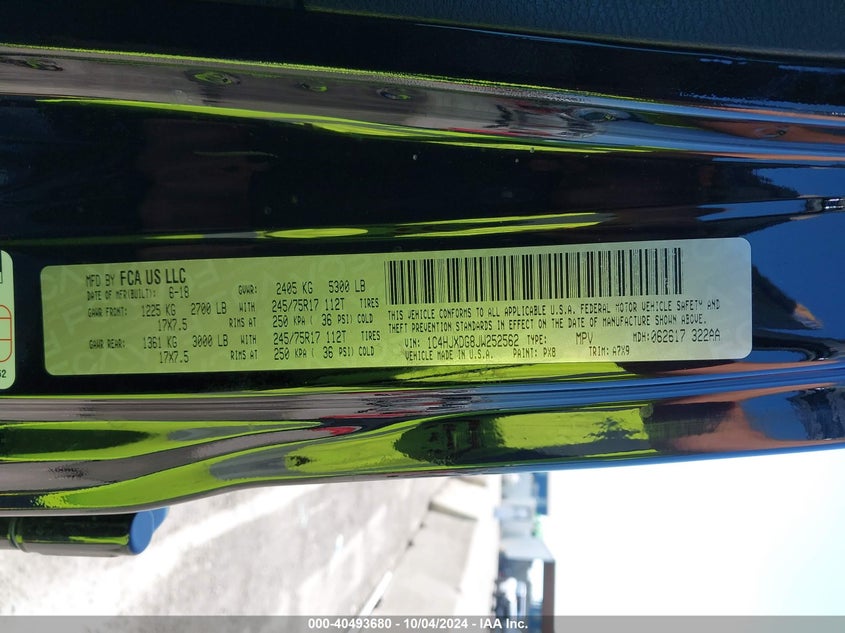 MFD BY FCA US LLC
DATE OF MFR(BUILT): 6-18 GVWR: 2405 KG 5300 LB
GAWR FRONT: 1225 KG 2700 LB WITH 245/75R17 112T TIRES
17X7.5 RIMS AT 250 KPA ( 36 PSI) COLD
GAWR REAR: 1361 KG 3000 LB WITH 245/75R17 112T TIRES
17X7.5 RIMS AT 250 KPA ( 36 PSI) COLD
THIS VEHICLE CONFORMS TO ALL APPLICABLE U.S.A. FEDERAL MOTOR VEHICLE SAFETY AND
THEFT PREVENTION STANDARDS IN EFFECT ON THE DATE OF MANUFACTURE SHOWN ABOVE.
VIN: 1C4HJXDG8JW252562 TYPE: MPV MDH: 062617 322AA
VEHICLE MADE IN U.S.A. PAINT: PX8 TRIM: A7X9
000-40493680 - 10/04/2024 - IAA Inc.